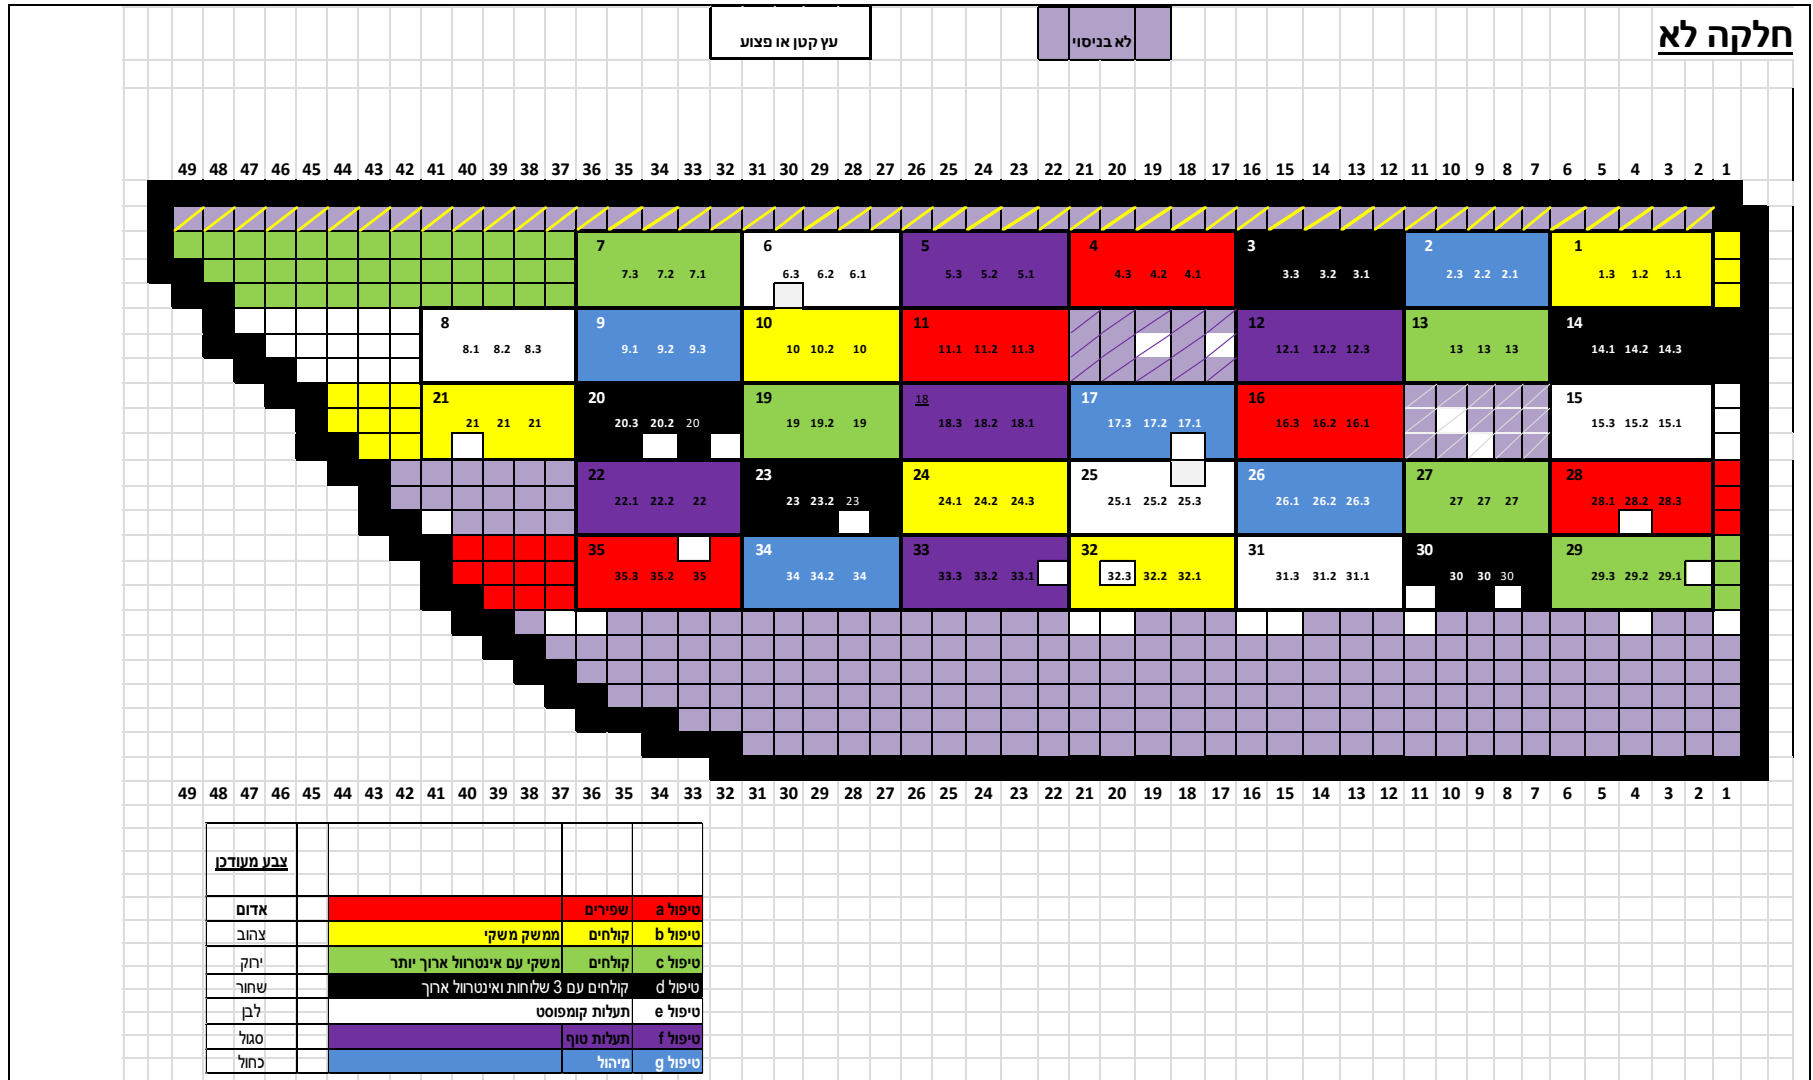 חלקה לא
לא בניסוי
עץ קטן או פצוע
49 48 47 46 45 44 43 42 41 40 39 38 37 36 35 34 33 32 31 30 29 28 27 26 25 24 23 22 21 20 19 18 17 16 15 14 13 12 11 10 9 8 7 6 5 4 3 2 1
7 6 5 4 3 2 1
7.3 7.2 7.1 6.3 6.2 6.1 5.3 5.2 5.1 4.3 4.2 4.1 3.3 3.2 3.1 2.3 2.2 2.1 1.3 1.2 1.1
8 9 10 11 12 13 14
8.1 8.2 8.3 9.1 9.2 9.3 10 10.2 10 11.1 11.2 11.3 12.1 12.2 12.3 13 13 13 14.1 14.2 14.3
21 20 19 18 17 16 15
21 21 21 20.3 20.2 20 19 19.2 19 18.3 18.2 18.1 17.3 17.2 17.1 16.3 16.2 16.1 15.3 15.2 15.1
22 23 24 25 26 27 28
22.1 22.2 22 23 23.2 23 24.1 24.2 24.3 25.1 25.2 25.3 26.1 26.2 26.3 27 27 27 28.1 28.2 28.3
35 34 33 32 31 30 29
35.3 35.2 35 34 34.2 34 33.3 33.2 33.1 32.3 32.2 32.1 31.3 31.2 31.1 30 30 30 29.3 29.2 29.1
49 48 47 46 45 44 43 42 41 40 39 38 37 36 35 34 33 32 31 30 29 28 27 26 25 24 23 22 21 20 19 18 17 16 15 14 13 12 11 10 9 8 7 6 5 4 3 2 1
צבע מעודכן
טיפול a שפירים אדום
טיפול b קולחים ממשק משקי צהוב
טיפול c קולחים משקי עם אינטרוול ארוך יותר ירוק
טיפול d קולחים עם 3 שלוחות ואינטרוול ארוך שחור
טיפול e תעלות קומפוסט לבן
טיפול f תעלות טוף סגול
טיפול g מיהול כחול